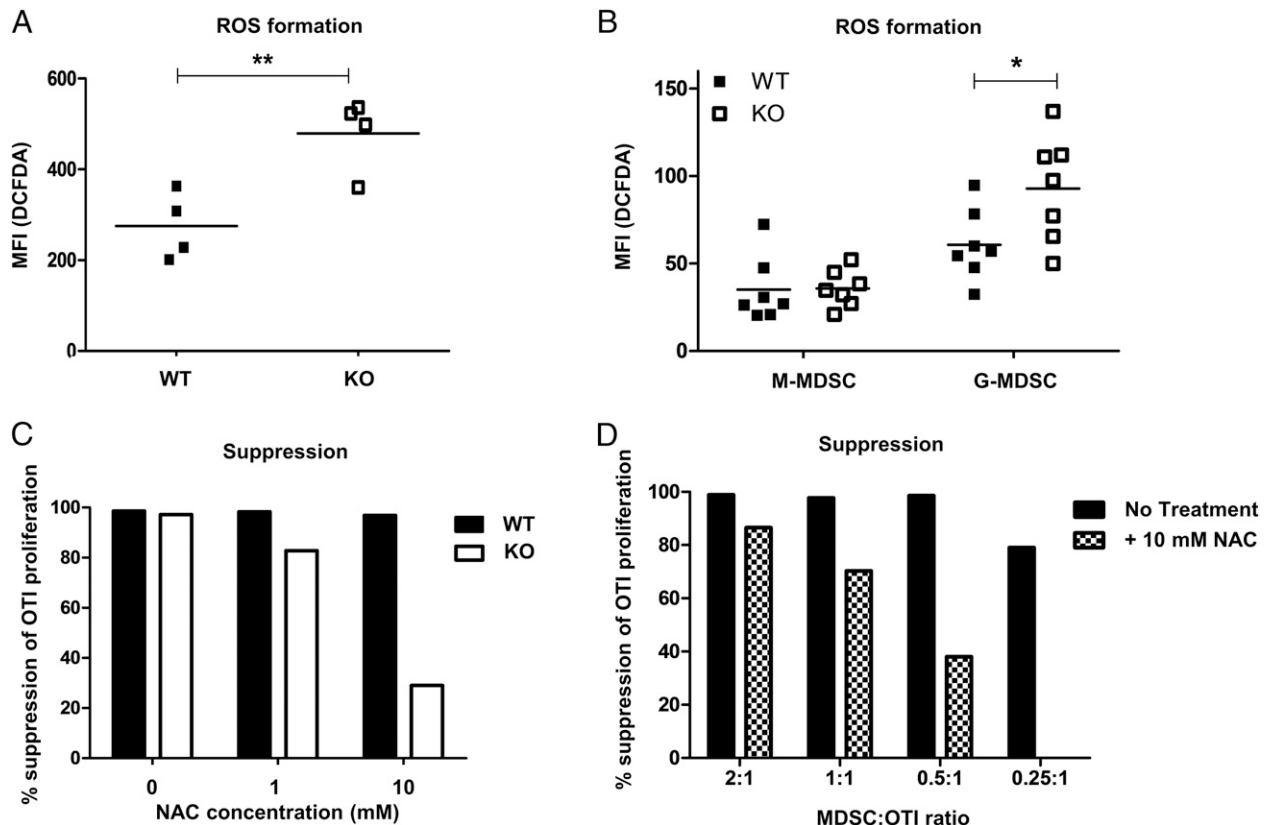 A
ROS formation
**
MFI (DCFDA)
600
400
200
0
WT
KO
B
ROS formation
*
WT
KO
MFI (DCFDA)
150
100
50
0
M-MDSC
G-MDSC
C
Suppression
% suppression of OTI proliferation
100
80
60
40
20
0
WT
KO
0
1
10
NAC concentration (mM)
D
Suppression
% suppression of OTI proliferation
100
80
60
40
20
0
No Treatment
+ 10 mM NAC
2:1
1:1
0.5:1
0.25:1
MDSC:OTI ratio